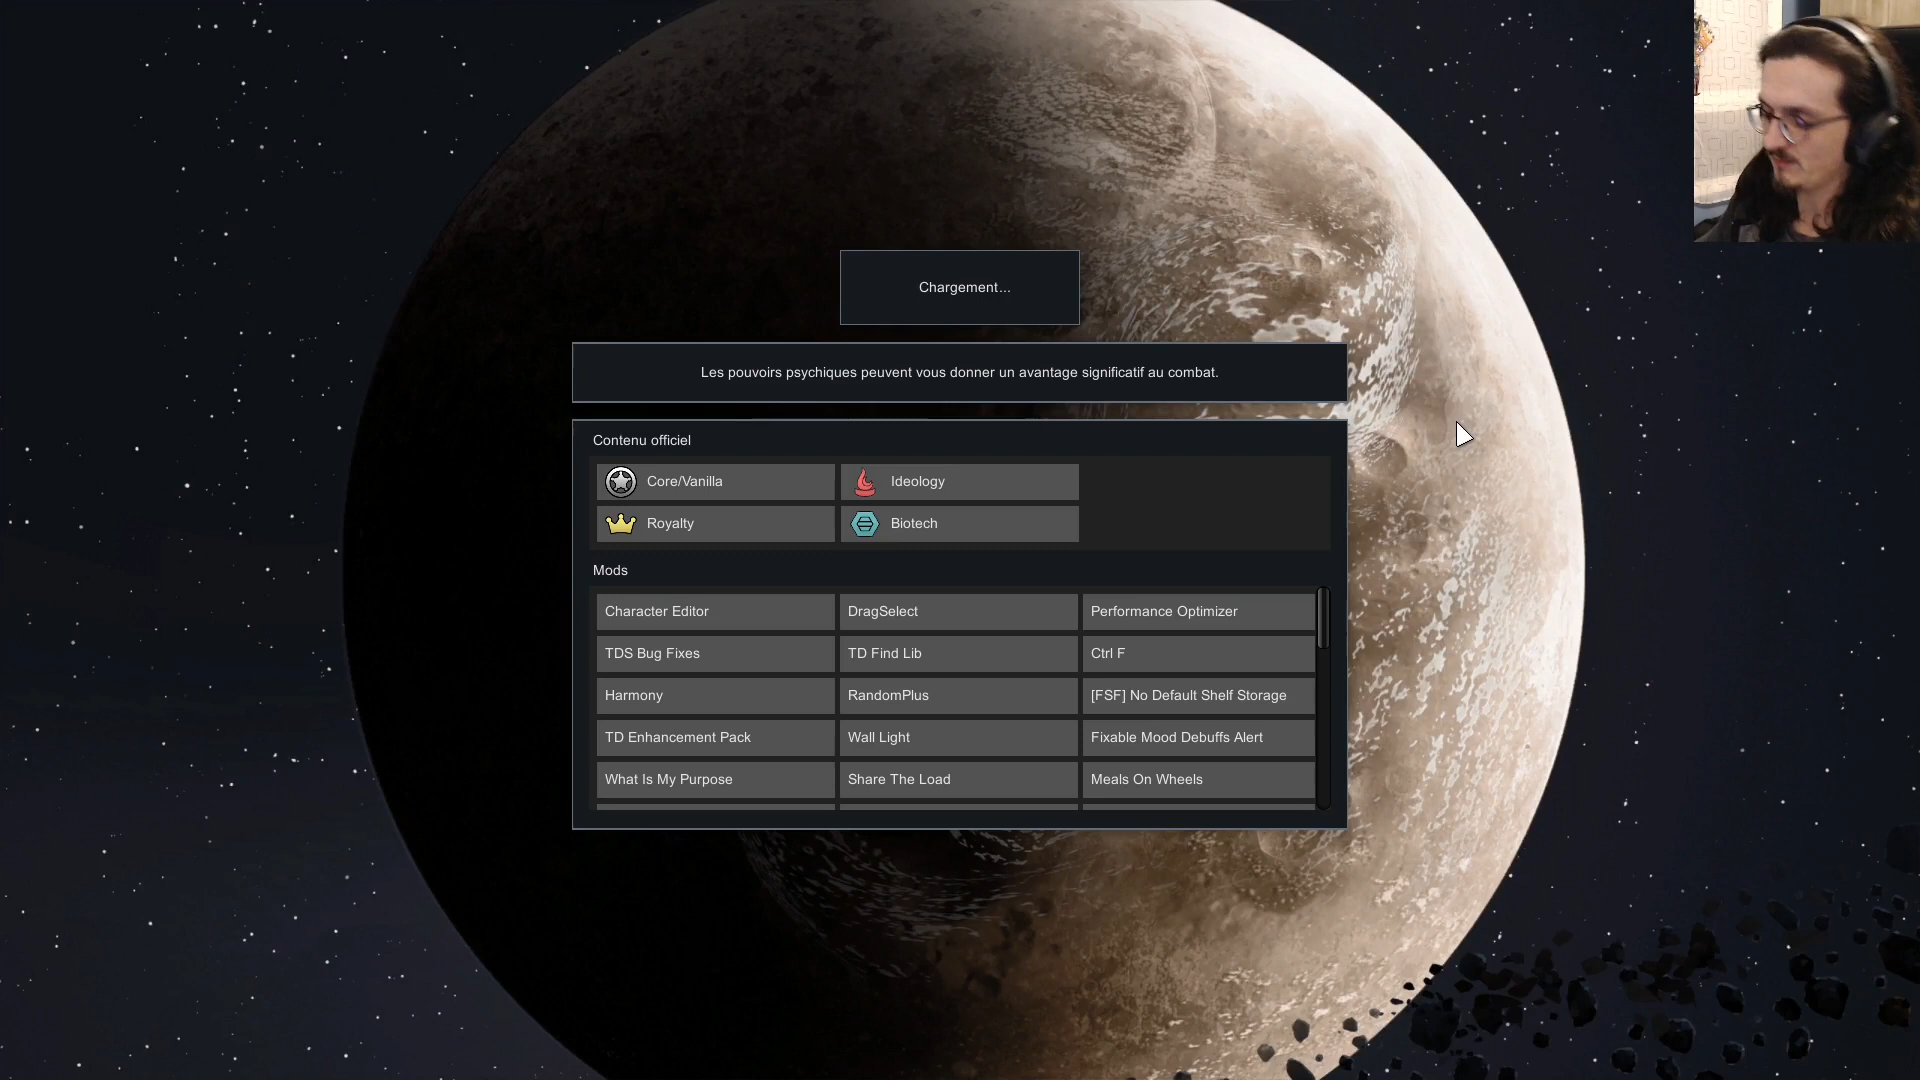 Chargement...
Les pouvoirs psychiques peuvent vous donner un avantage significatif au combat.
Contenu officiel
Core/Vanilla
Ideology
Royalty
Biotech
Mods
Character Editor
DragSelect
Performance Optimizer
TDS Bug Fixes
TD Find Lib
Ctrl F
Harmony
RandomPlus
[FSF] No Default Shelf Storage
TD Enhancement Pack
Wall Light
Fixable Mood Debuffs Alert
What Is My Purpose
Share The Load
Meals On Wheels